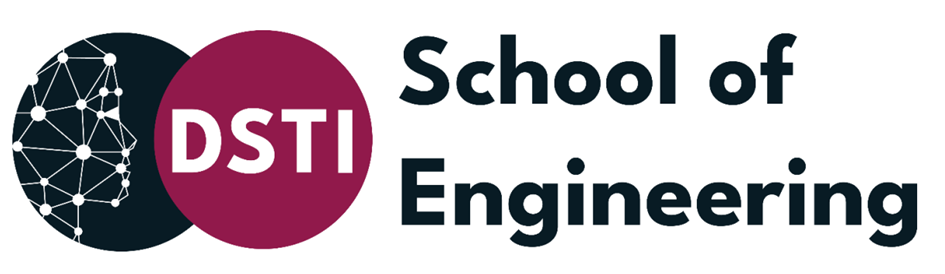 DSTI
School of
Engineering